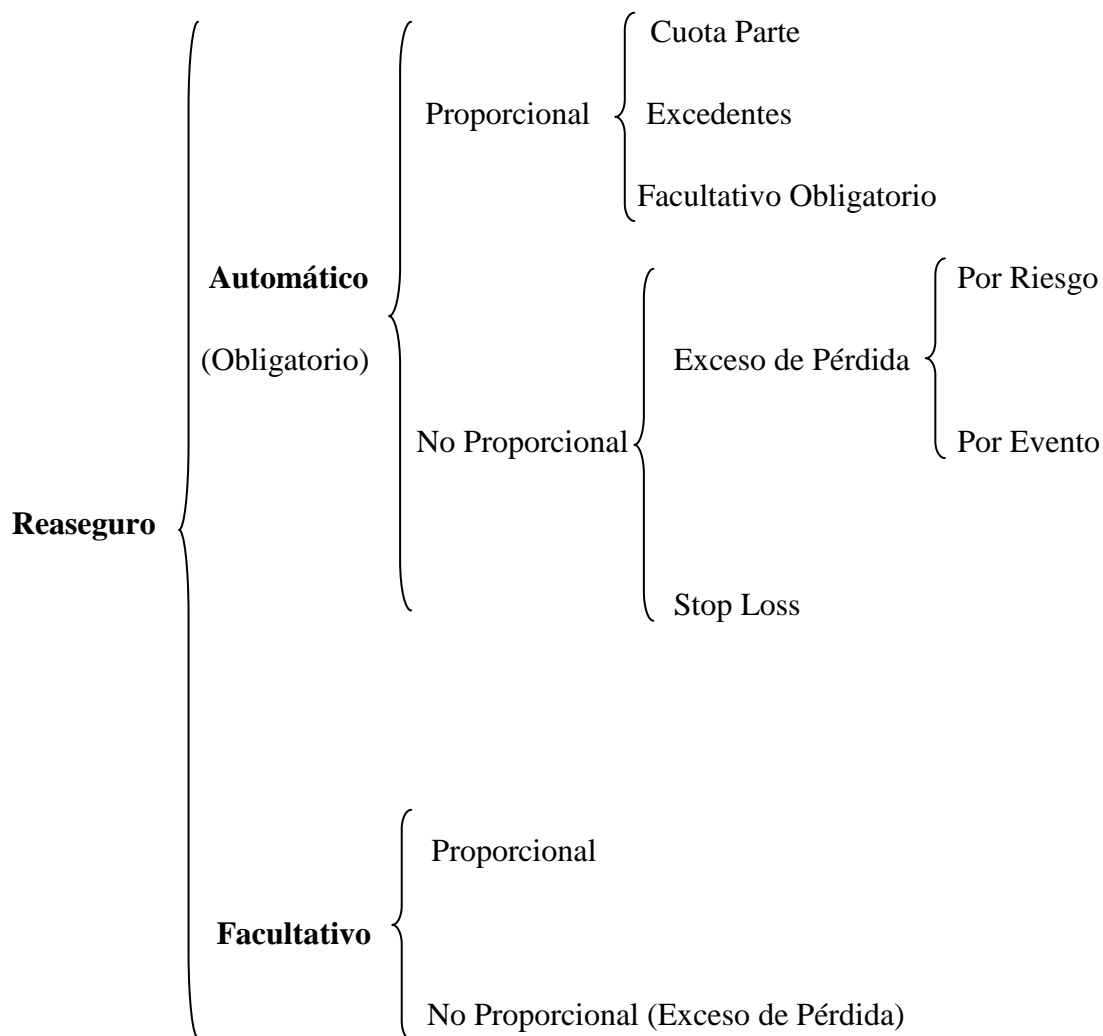 Cuota Parte
Proporcional
Excedentes
Facultativo Obligatorio
Automático
Por Riesgo
(Obligatorio)
Exceso de Pérdida
No Proporcional
Por Evento
Reaseguro
Stop Loss
Proporcional
Facultativo
No Proporcional (Exceso de Pérdida)